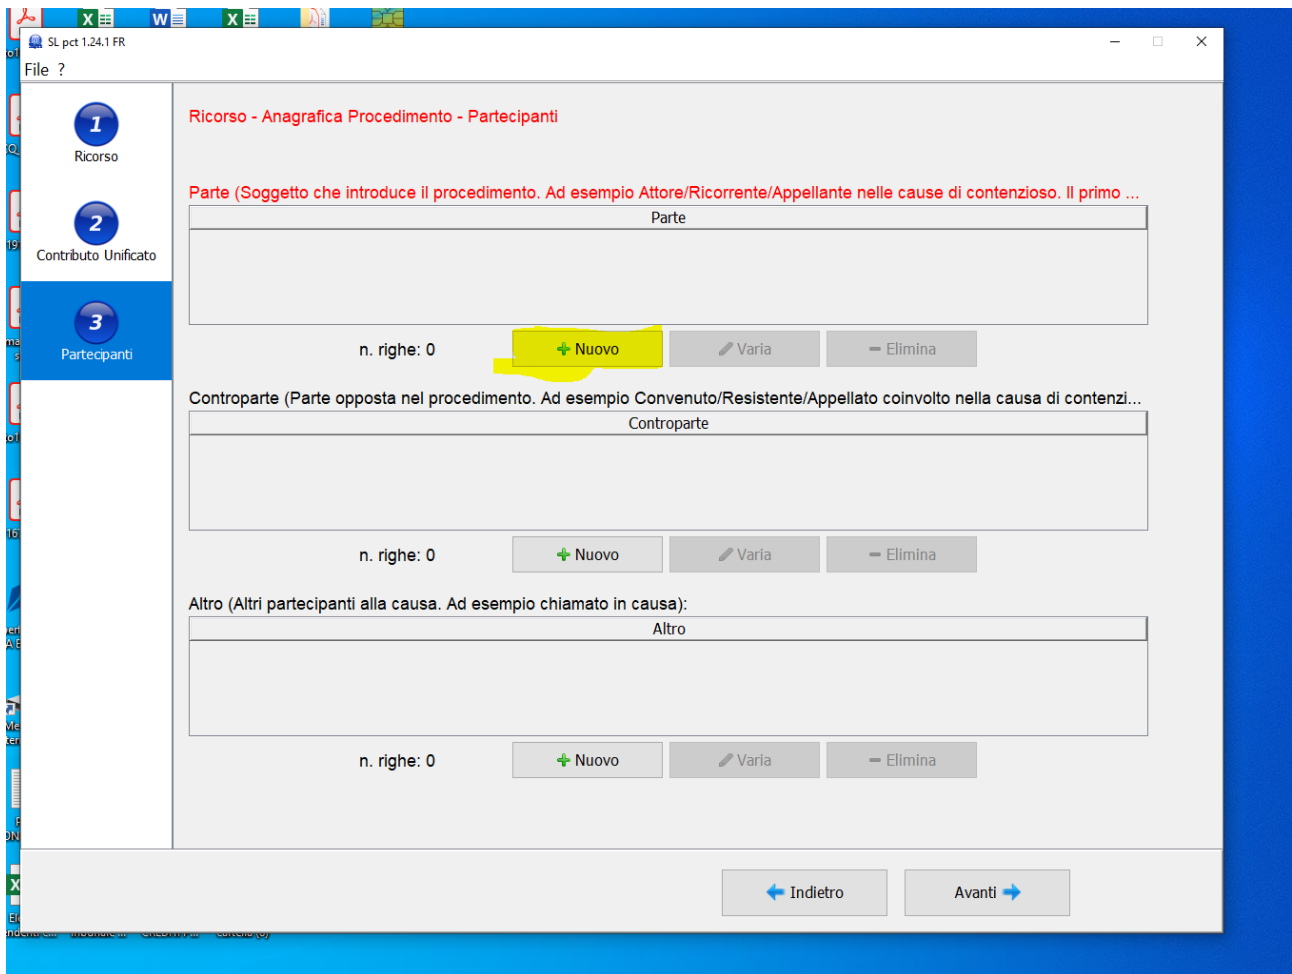 SL pct 1.24.1 FR
File ?
1
Ricorso
2
Contributo Unificato
3
Partecipanti
Ricorso - Anagrafica Procedimento - Partecipanti
Parte (Soggetto che introduce il procedimento. Ad esempio Attore/Ricorrente/Appellante nelle cause di contenzioso. Il primo ...
Parte
n. righe: 0 Nuovo Varia Elimina
Controparte (Parte opposta nel procedimento. Ad esempio Convenuto/Resistente/Appellato coinvolto nella causa di contenzi...
Controparte
n. righe: 0 Nuovo Varia Elimina
Altro (Altri partecipanti alla causa. Ad esempio chiamato in causa):
Altro
n. righe: 0 Nuovo Varia Elimina
Indietro Avanti